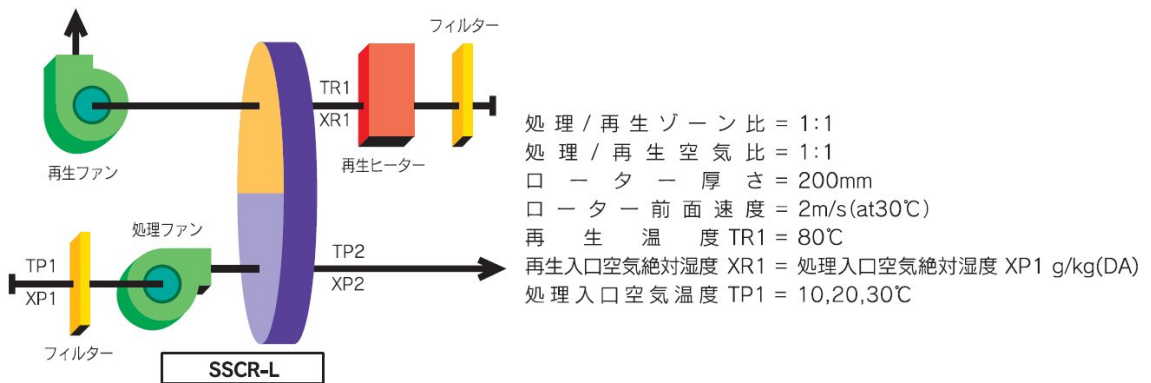 フィルター
TR1
XR1
再生ヒーター
再生ファン
処理ファン
TP1
XP1
TP2
XP2
フィルター
SSCR-L
処理/再生ゾーン比 = 1:1
処理/再生空気比 = 1:1
ローター厚さ = 200mm
ローター前面速度 = 2m/s(at30℃)
再生温度 TR1 = 80℃
再生入口空気絶対湿度 XR1 = 処理入口空気絶対湿度 XP1 g/kg(DA)
処理入口空気温度 TP1 = 10,20,30℃